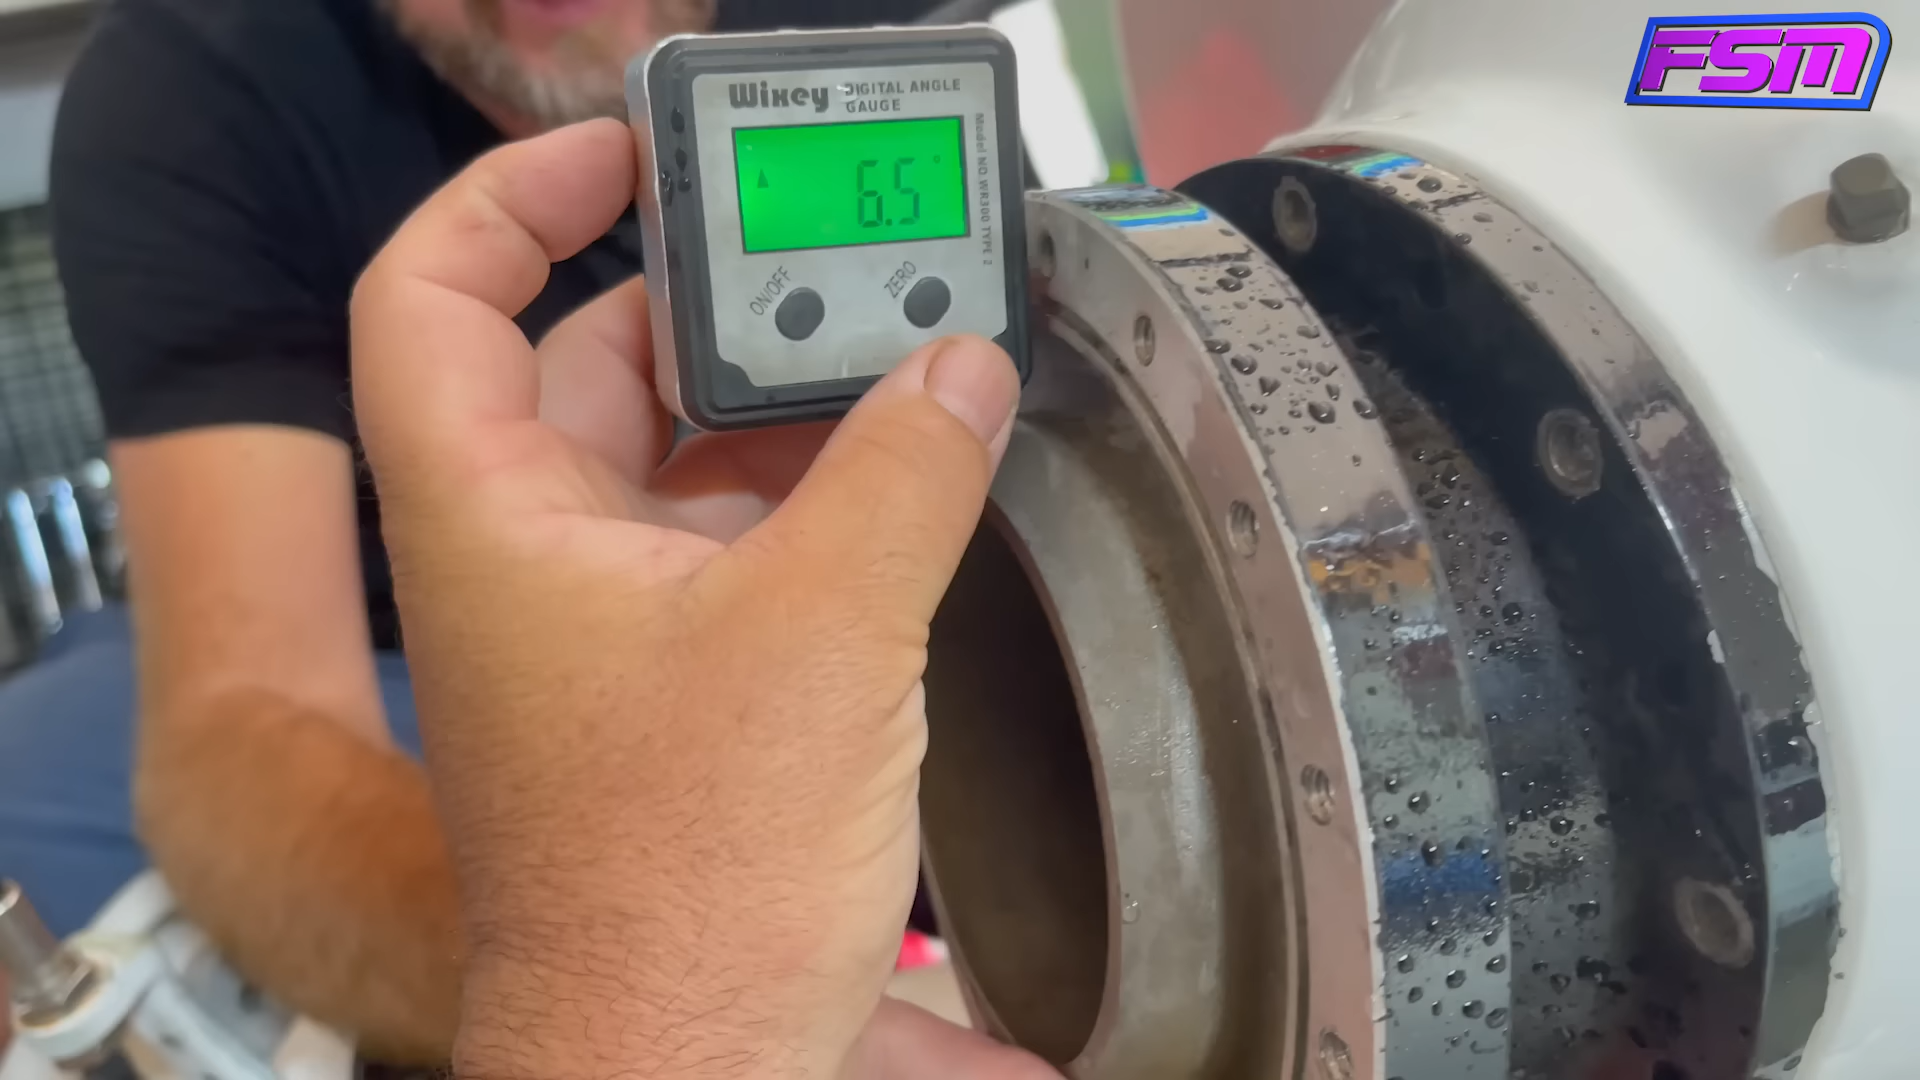 Wixey
DIGITAL ANGLE
GAUGE
6.5°
ON/OFF
ZERO
Model NO.WR300 TYPE 2
FSM